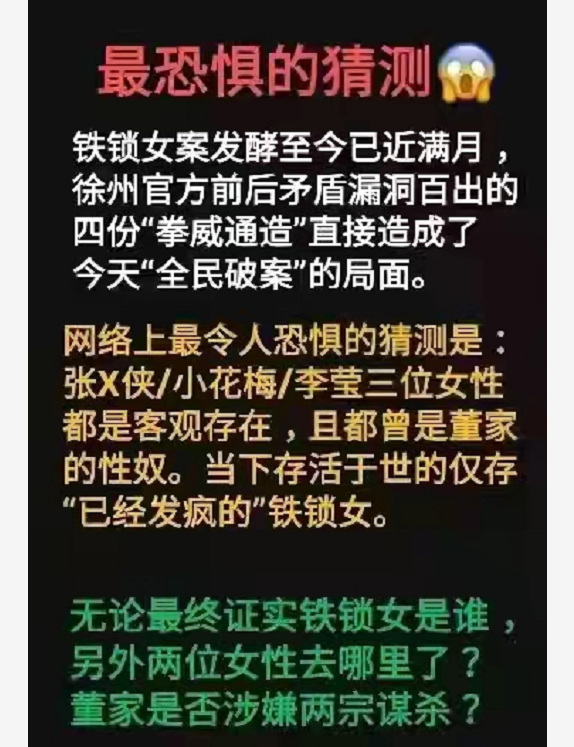 最恐惧的猜测😱
铁锁女案发酵至今已近满月，
徐州官方前后矛盾漏洞百出的
四份“拳威通造”直接造成了
今天“全民破案”的局面。
网络上最令人恐惧的猜测是：
张X侠/小花梅/李莹三位女性
都是客观存在，且都曾是董家
的性奴。当下存活于世的仅存
“已经发疯的”铁锁女。
无论最终证实铁锁女是谁，
另外两位女性去哪里了？
董家是否涉嫌两宗谋杀？